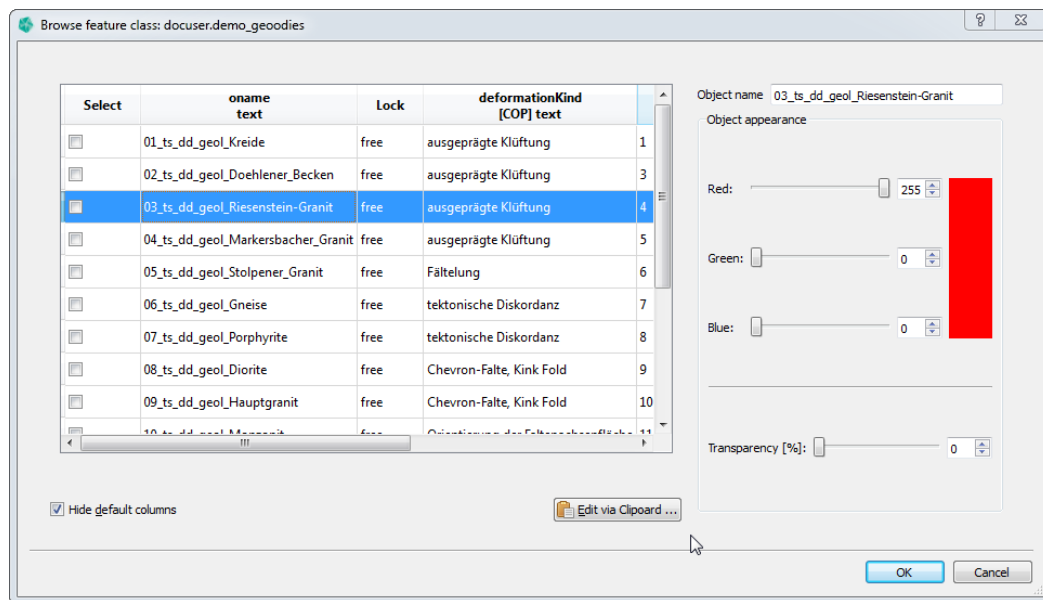 Browse feature class: docuser.demo_geoodies
Select oname text Lock deformationKind [COP] text
01_ts_dd_geol_Kreide free ausgeprägte Klüftung 1
02_ts_dd_geol_Doehlener_Becken free ausgeprägte Klüftung 3
03_ts_dd_geol_Riesenstein-Granit free ausgeprägte Klüftung 4
04_ts_dd_geol_Markersbacher_Granit free ausgeprägte Klüftung 5
05_ts_dd_geol_Stolpener_Granit free Fältelung 6
06_ts_dd_geol_Gneise free tektonische Diskordanz 7
07_ts_dd_geol_Porphyrite free tektonische Diskordanz 8
08_ts_dd_geol_Diorite free Chevron-Falte, Kink Fold 9
09_ts_dd_geol_Hauptgranit free Chevron-Falte, Kink Fold 10
Hide default columns
Edit via Clipoard ...
Object name 03_ts_dd_geol_Riesenstein-Granit
Object appearance
Red: 255
Green: 0
Blue: 0
Transparency [%]: 0
OK Cancel